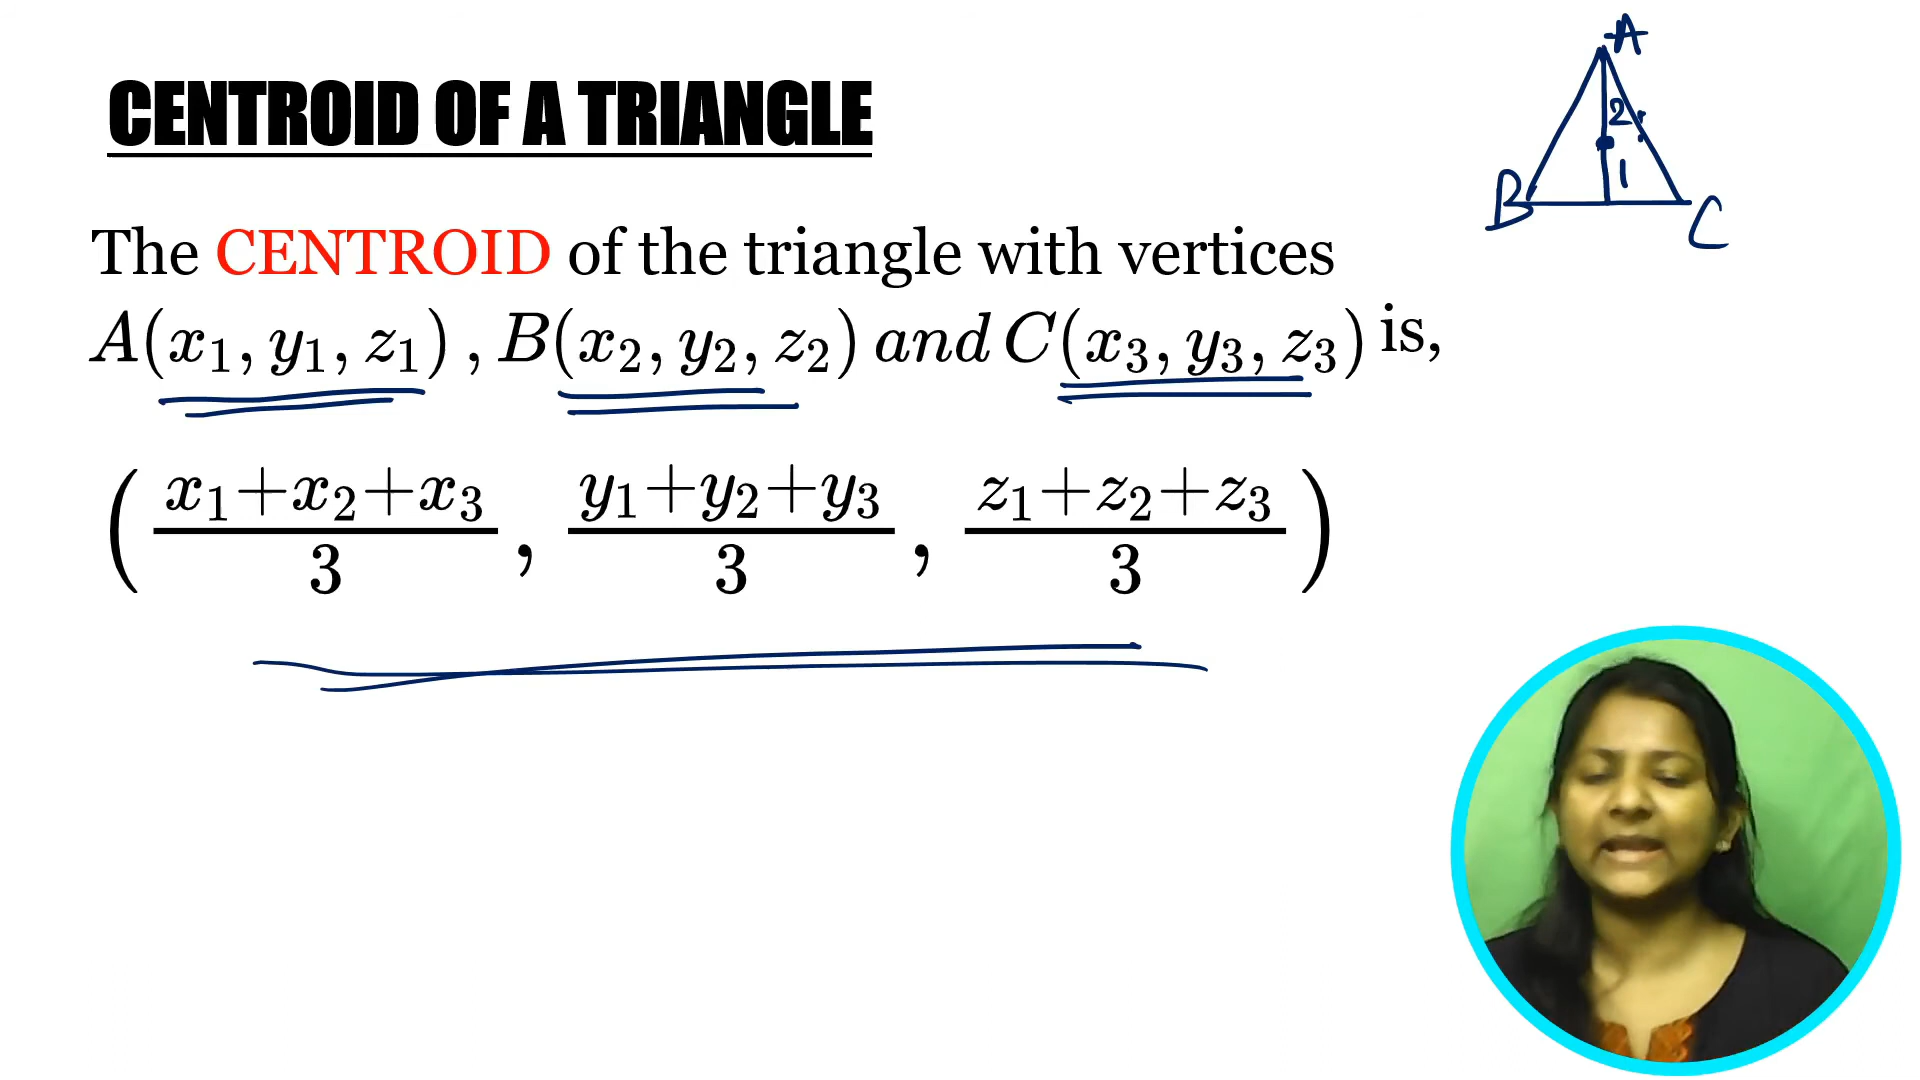 CENTROID OF A TRIANGLE
The CENTROID of the triangle with vertices
A(x₁, y₁, z₁) , B(x₂, y₂, z₂) and C(x₃, y₃, z₃) is,
( x₁+x₂+x₃ / 3 , y₁+y₂+y₃ / 3 , z₁+z₂+z₃ / 3 )
A
2 :
1
B C